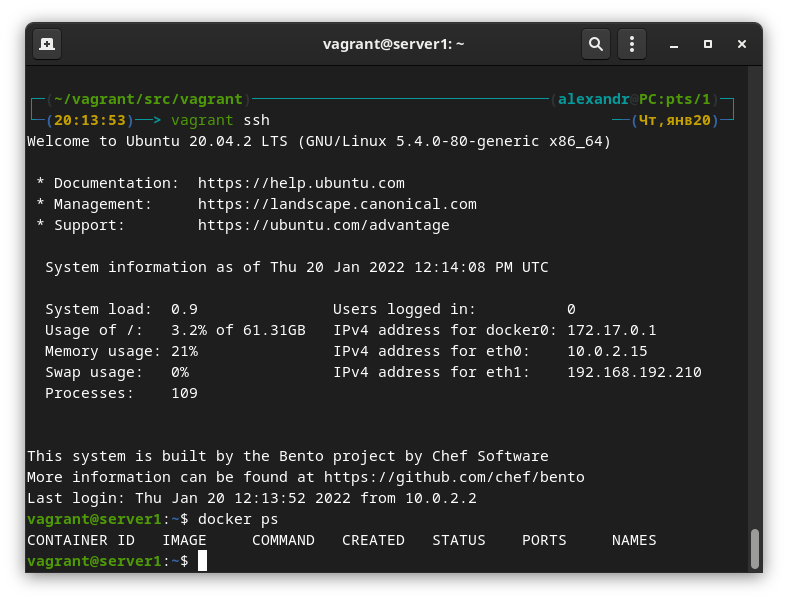 vagrant@server1: ~
(~/vagrant/src/vagrant) (alexandr@PC:pts/1)
(20:13:53)—> vagrant ssh (Чт,янв20)
Welcome to Ubuntu 20.04.2 LTS (GNU/Linux 5.4.0-80-generic x86_64)
* Documentation:  https://help.ubuntu.com
* Management:     https://landscape.canonical.com
* Support:        https://ubuntu.com/advantage
System information as of Thu 20 Jan 2022 12:14:08 PM UTC
System load:  0.9               Users logged in:          0
Usage of /:   3.2% of 61.31GB   IPv4 address for docker0: 172.17.0.1
Memory usage: 21%               IPv4 address for eth0:    10.0.2.15
Swap usage:   0%                IPv4 address for eth1:    192.168.192.210
Processes:    109
This system is built by the Bento project by Chef Software
More information can be found at https://github.com/chef/bento
Last login: Thu Jan 20 12:13:52 2022 from 10.0.2.2
vagrant@server1:~$ docker ps
CONTAINER ID   IMAGE     COMMAND   CREATED   STATUS    PORTS     NAMES
vagrant@server1:~$